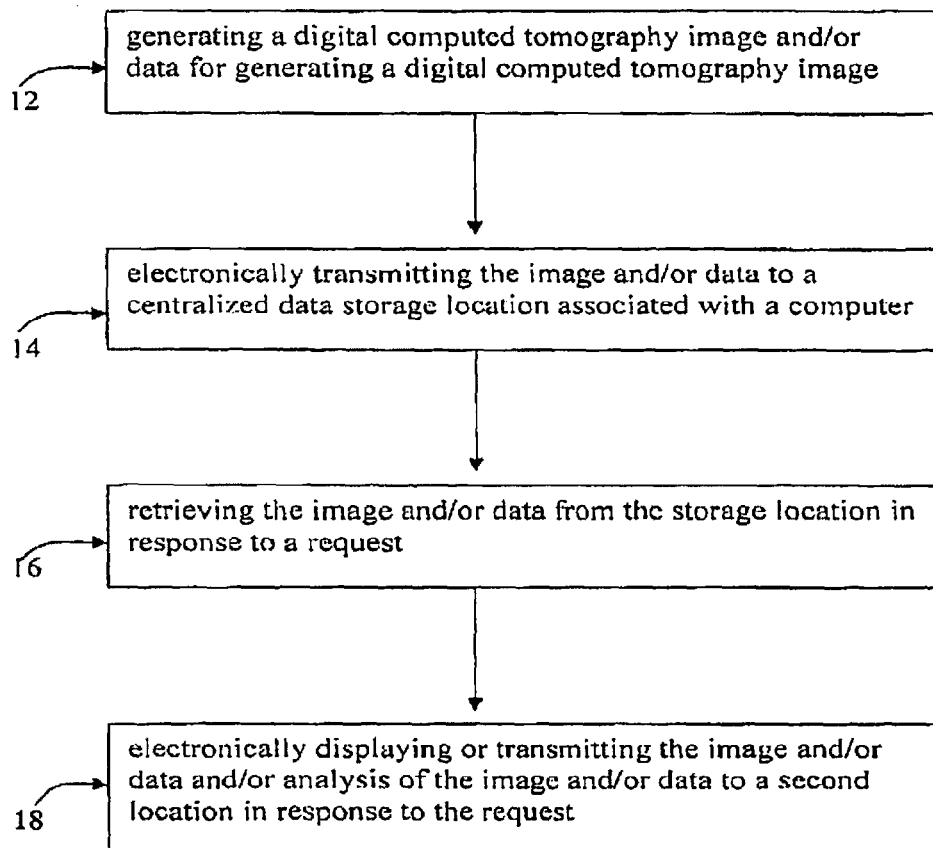 generating a digital computed tomography image and/or
data for generating a digital computed tomography image
12
electronically transmitting the image and/or data to a
centralized data storage location associated with a computer
14
retrieving the image and/or data from the storage location in
response to a request
16
electronically displaying or transmitting the image and/or
data and/or analysis of the image and/or data to a second
location in response to the request
18